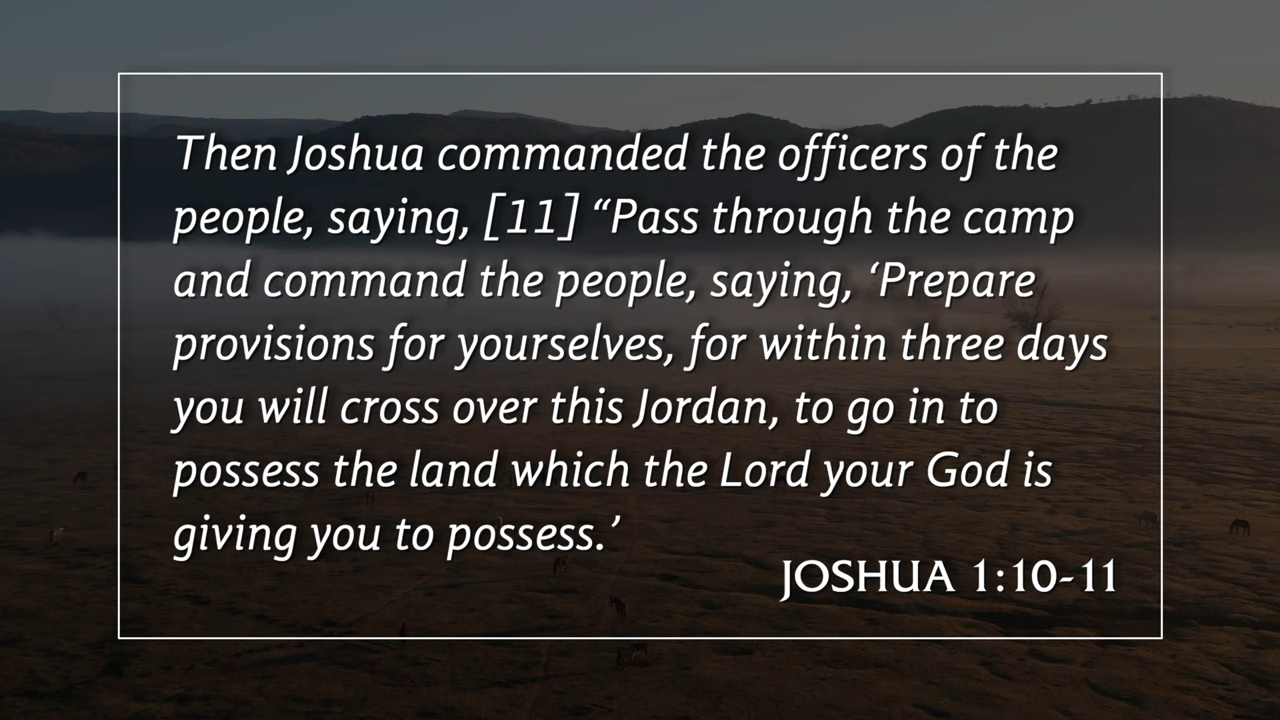 Then Joshua commanded the officers of the
people, saying, [11] “Pass through the camp
and command the people, saying, ‘Prepare
provisions for yourselves, for within three days
you will cross over this Jordan, to go in to
possess the land which the Lord your God is
giving you to possess.’
JOSHUA 1:10-11